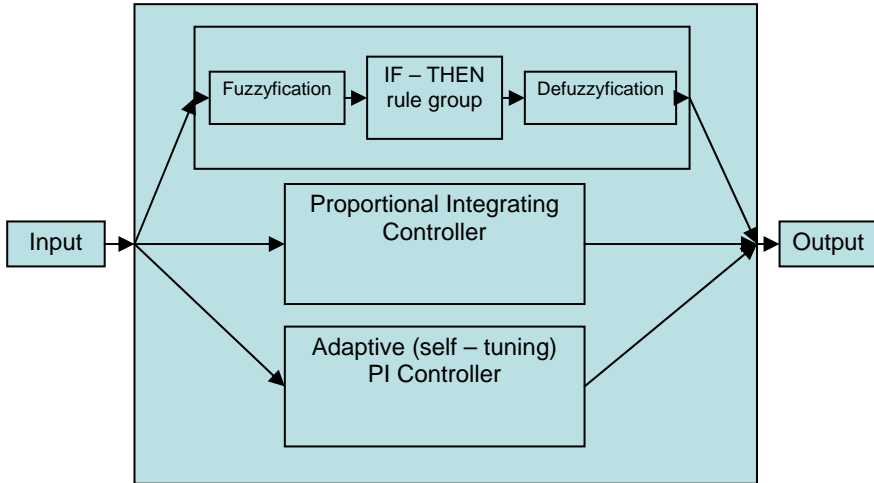 Input
Fuzzyfication
IF – THEN
rule group
Defuzzyfication
Proportional Integrating
Controller
Adaptive (self – tuning)
PI Controller
Output